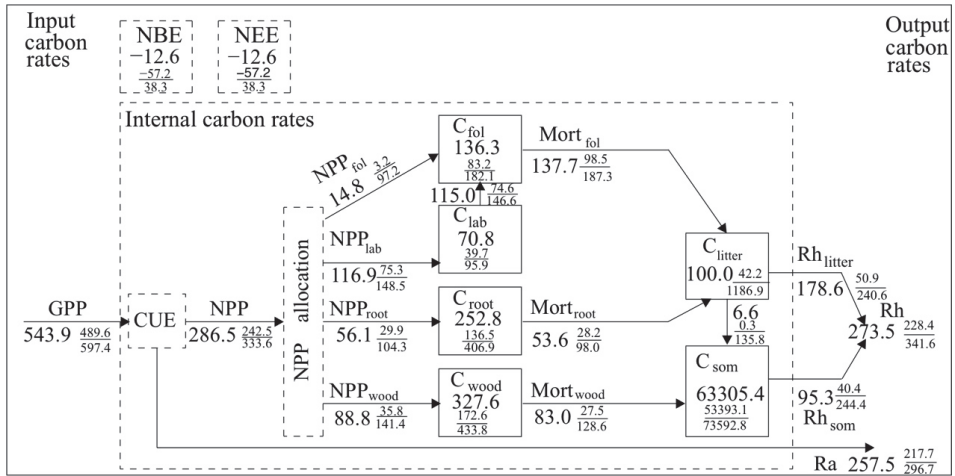 Input
carbon
rates
NBE
−12.6
−57.2
38.3
NEE
−12.6
−57.2
38.3
Output
carbon
rates
Internal carbon rates
GPP
543.9 489.6
597.4
CUE
NPP
286.5 242.5
333.6
NPP allocation
NPP fol
14.8 3.2
97.2
NPP lab
116.9 75.3
148.5
NPP root
56.1 29.9
104.3
NPP wood
88.8 35.8
141.4
C fol
136.3
83.2
182.1
115.0 74.6
146.6
C lab
70.8
39.7
95.9
C root
252.8
136.5
406.9
C wood
327.6
172.6
433.8
Mort fol
137.7 98.5
187.3
Mort root
53.6 28.2
98.0
Mort wood
83.0 27.5
128.6
C litter
100.0 42.2
1186.9
6.6
0.3
135.8
C som
63305.4
53393.1
73592.8
Rh litter
178.6 50.9
240.6
Rh
273.5 228.4
341.6
95.3 40.4
244.4
Rh som
Ra 257.5 217.7
296.7